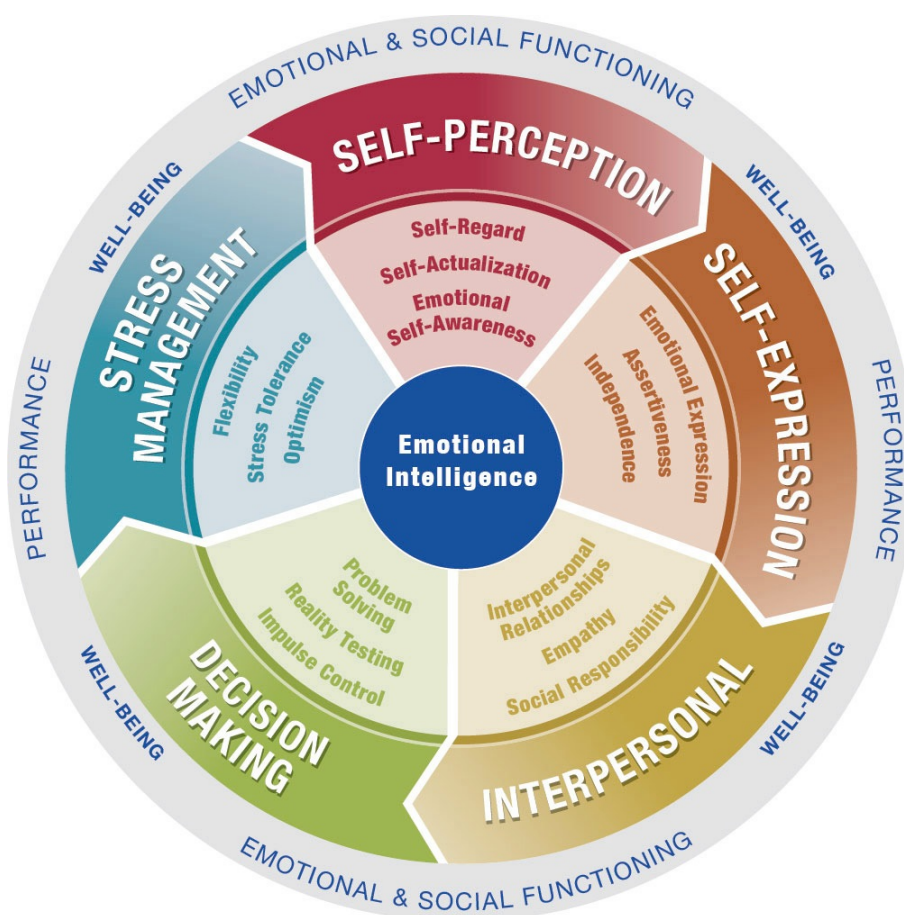 EMOTIONAL & SOCIAL FUNCTIONING
WELL-BEING
WELL-BEING
PERFORMANCE
PERFORMANCE
WELL-BEING
WELL-BEING
EMOTIONAL & SOCIAL FUNCTIONING
SELF-PERCEPTION
Self-Regard
Self-Actualization
Emotional
Self-Awareness
SELF-EXPRESSION
Emotional Expression
Assertiveness
Independence
INTERPERSONAL
Interpersonal
Relationships
Empathy
Social Responsibility
DECISION
MAKING
Problem
Solving
Reality Testing
Impulse Control
STRESS
MANAGEMENT
Flexibility
Stress Tolerance
Optimism
Emotional
Intelligence